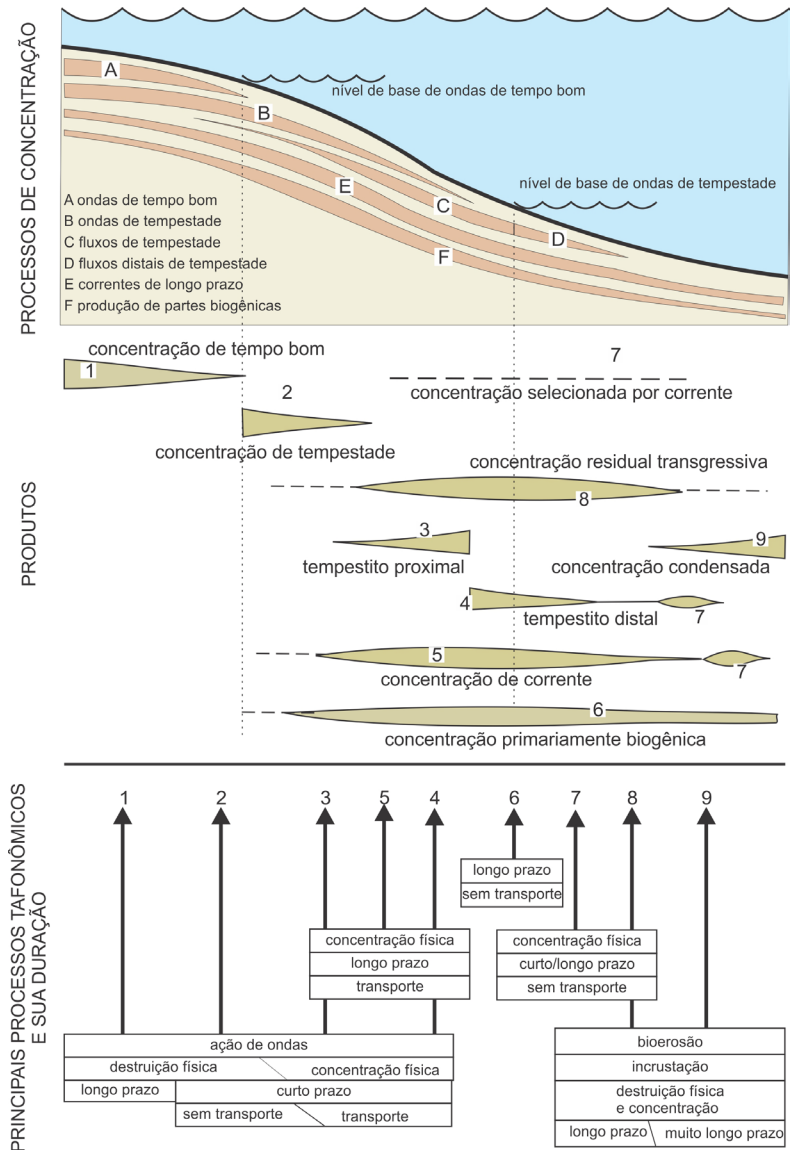 PROCESSOS DE CONCENTRAÇÃO
A
nível de base de ondas de tempo bom
B
nível de base de ondas de tempestade
E
C
D
F
A ondas de tempo bom
B ondas de tempestade
C fluxos de tempestade
D fluxos distais de tempestade
E correntes de longo prazo
F produção de partes biogênicas
PRODUTOS
concentração de tempo bom
1
7
concentração selecionada por corrente
2
concentração de tempestade
concentração residual transgressiva
8
3
tempestito proximal
9
concentração condensada
4
tempestito distal
7
5
concentração de corrente
7
6
concentração primariamente biogênica
PRINCIPAIS PROCESSOS TAFONÔMICOS
E SUA DURAÇÃO
1 2 3 5 4 6 7 8 9
longo prazo
sem transporte
concentração física
longo prazo
transporte
concentração física
curto/longo prazo
sem transporte
ação de ondas
destruição física concentração física
longo prazo curto prazo
sem transporte transporte
bioerosão
incrustação
destruição física
e concentração
longo prazo muito longo prazo